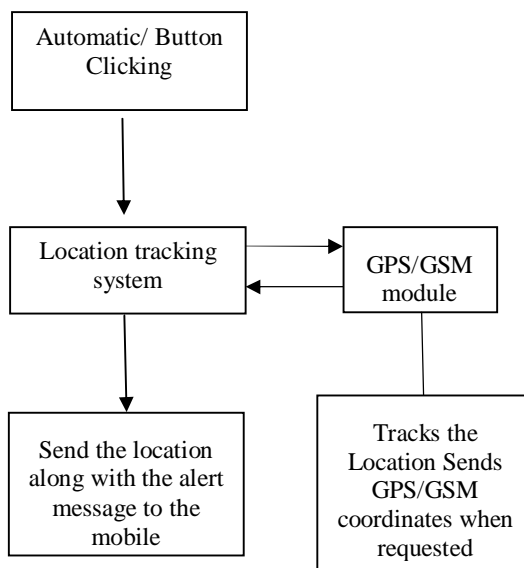 Automatic/ Button
Clicking
Location tracking
system
GPS/GSM
module
Send the location
along with the alert
message to the
mobile
Tracks the
Location Sends
GPS/GSM
coordinates when
requested